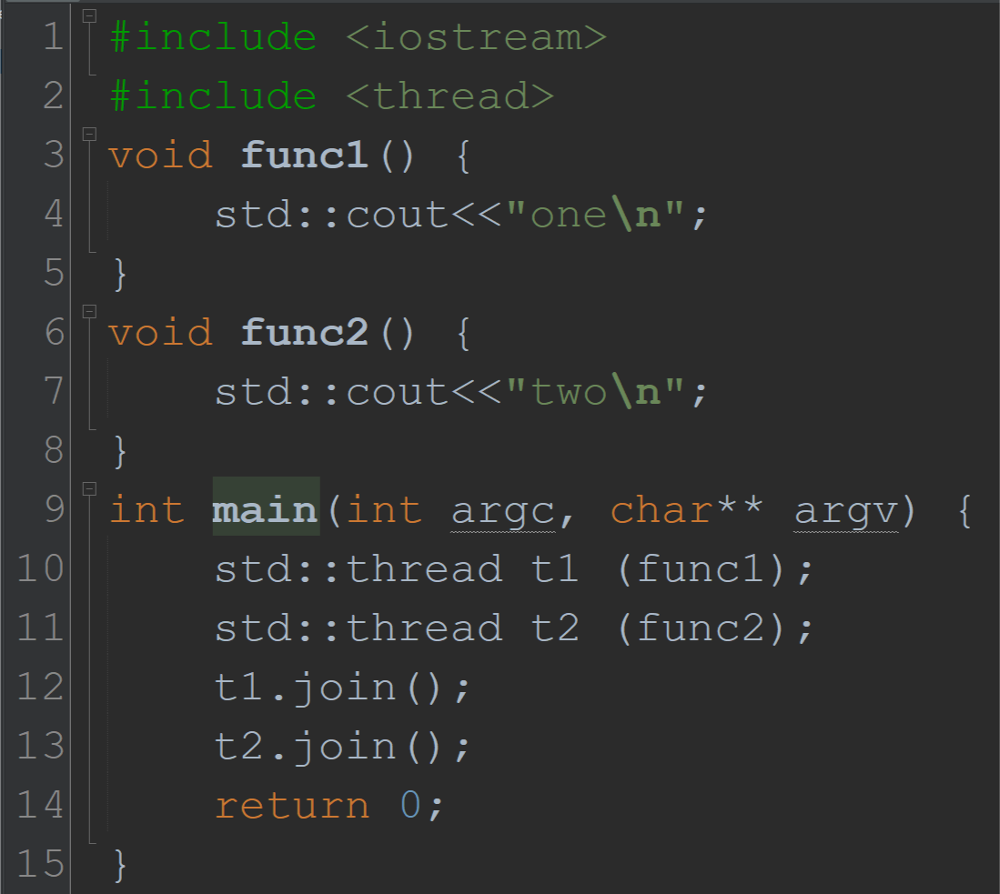 1 #include <iostream>
2 #include <thread>
3 void func1() {
4     std::cout<<"one\n";
5 }
6 void func2() {
7     std::cout<<"two\n";
8 }
9 int main(int argc, char** argv) {
10     std::thread t1 (func1);
11     std::thread t2 (func2);
12     t1.join();
13     t2.join();
14     return 0;
15 }